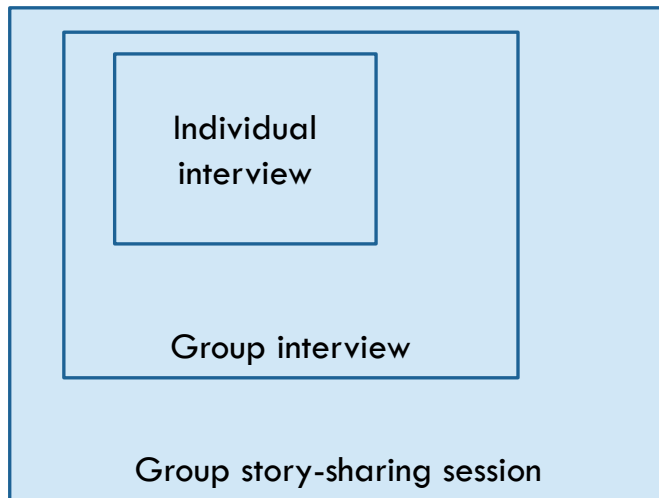 Individual
interview
Group interview
Group story-sharing session